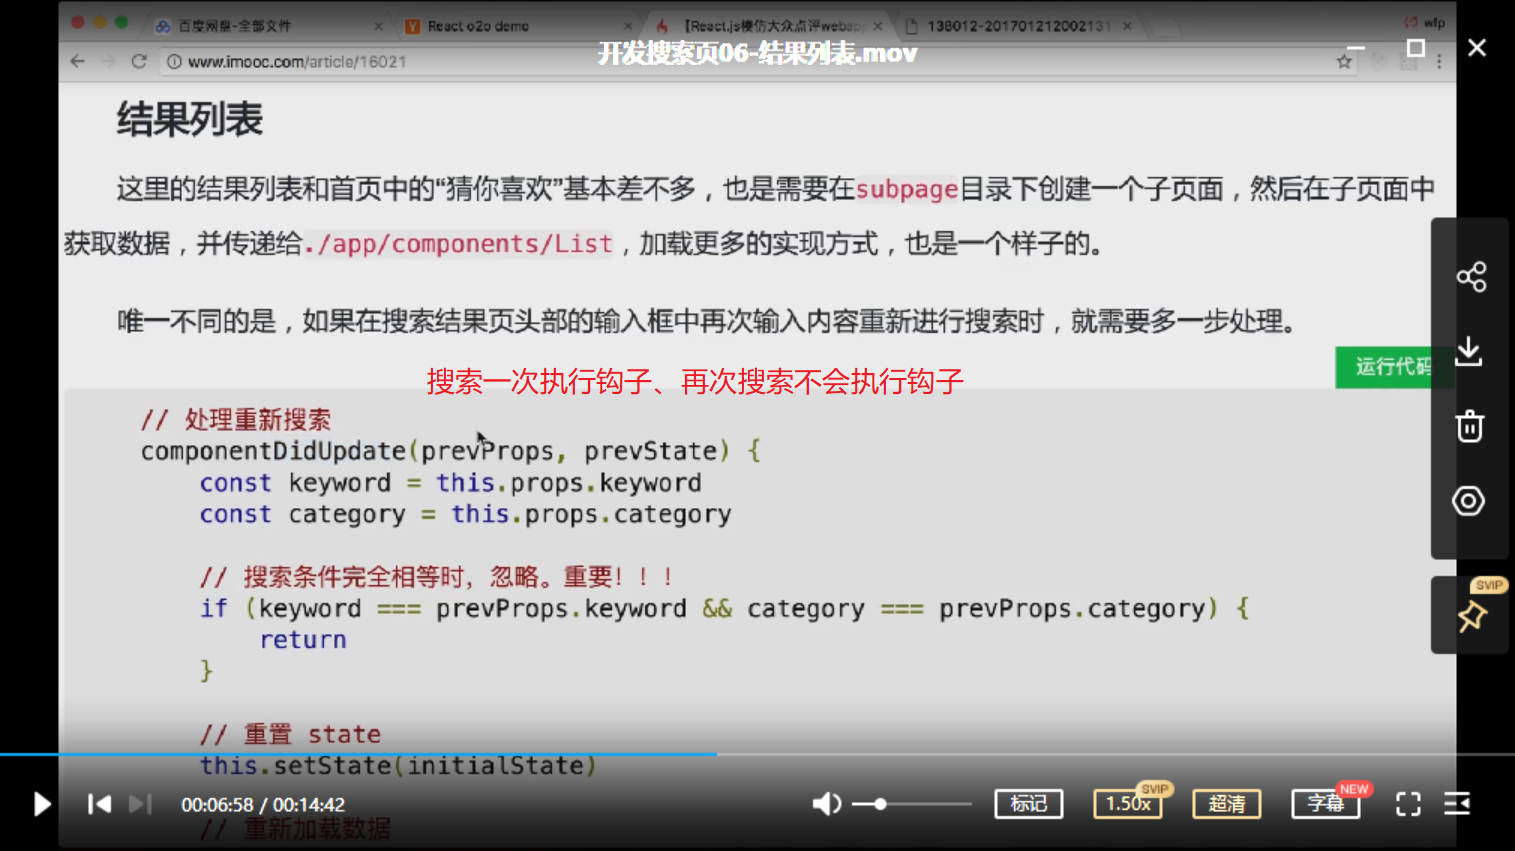 百度网盘-全部文件
React o2o demo
【React.js模仿大众点评webapp
138012-201701212002131
wfp
www.imooc.com/article/16021
开发搜索页06-结果列表.mov
结果列表
这里的结果列表和首页中的“猜你喜欢”基本差不多，也是需要在subpage目录下创建一个子页面，然后在子页面中
获取数据，并传递给./app/components/List，加载更多的实现方式，也是一个样子的。
唯一不同的是，如果在搜索结果页头部的输入框中再次输入内容重新进行搜索时，就需要多一步处理。
运行代码
搜索一次执行钩子、再次搜索不会执行钩子
// 处理重新搜索
componentDidUpdate(prevProps, prevState) {
const keyword = this.props.keyword
const category = this.props.category
// 搜索条件完全相等时，忽略。重要！！！
if (keyword === prevProps.keyword && category === prevProps.category) {
return
}
// 重置 state
this.setState(initialState)
// 重新加载数据
SVIP
00:06:58 / 00:14:42
标记
1.50x
SVIP
超清
字幕
NEW